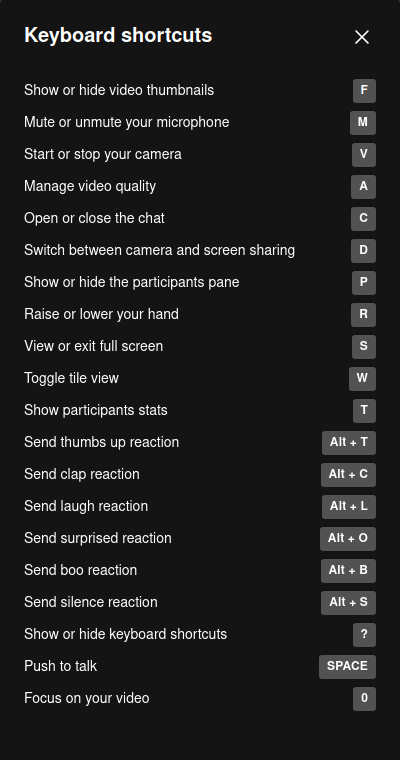 Keyboard shortcuts
Show or hide video thumbnails F
Mute or unmute your microphone M
Start or stop your camera V
Manage video quality A
Open or close the chat C
Switch between camera and screen sharing D
Show or hide the participants pane P
Raise or lower your hand R
View or exit full screen S
Toggle tile view W
Show participants stats T
Send thumbs up reaction Alt + T
Send clap reaction Alt + C
Send laugh reaction Alt + L
Send surprised reaction Alt + O
Send boo reaction Alt + B
Send silence reaction Alt + S
Show or hide keyboard shortcuts ?
Push to talk SPACE
Focus on your video 0